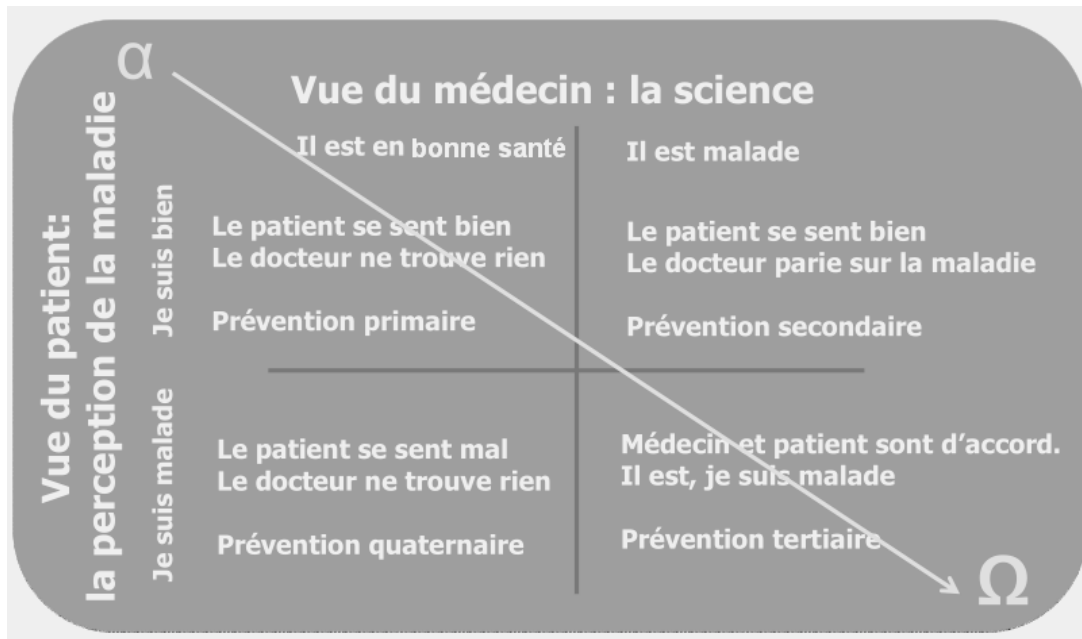 α
Vue du médecin : la science
Vue du patient:
la perception de la maladie
Il est en bonne santé
Il est malade
Je suis bien
Le patient se sent bien
Le docteur ne trouve rien
Prévention primaire
Le patient se sent bien
Le docteur parie sur la maladie
Prévention secondaire
Je suis malade
Le patient se sent mal
Le docteur ne trouve rien
Prévention quaternaire
Médecin et patient sont d’accord.
Il est, je suis malade
Prévention tertiaire
Ω